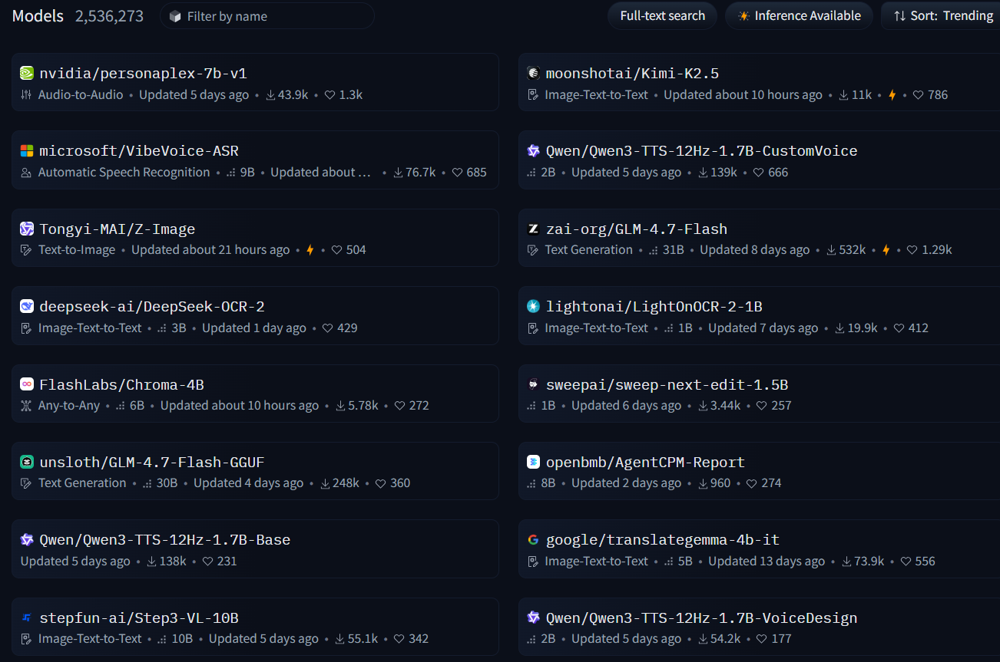 Models 2,536,273 Filter by name Full-text search Inference Available Sort: Trending
nvidia/personaplex-7b-v1
Audio-to-Audio • Updated 5 days ago • 43.9k • 1.3k
moonshotai/Kimi-K2.5
Image-Text-to-Text • Updated about 10 hours ago • 11k • • 786
microsoft/VibeVoice-ASR
Automatic Speech Recognition • 9B • Updated about ... • 76.7k • 685
Qwen/Qwen3-TTS-12Hz-1.7B-CustomVoice
2B • Updated 5 days ago • 139k • 666
Tongyi-MAI/Z-Image
Text-to-Image • Updated about 21 hours ago • • 504
zai-org/GLM-4.7-Flash
Text Generation • 31B • Updated 8 days ago • 532k • • 1.29k
deepseek-ai/DeepSeek-OCR-2
Image-Text-to-Text • 3B • Updated 1 day ago • 429
lightonai/LightOnOCR-2-1B
Image-Text-to-Text • 1B • Updated 7 days ago • 19.9k • 412
FlashLabs/Chroma-4B
Any-to-Any • 6B • Updated about 10 hours ago • 5.78k • 272
sweepai/sweep-next-edit-1.5B
1B • Updated 6 days ago • 3.44k • 257
unsloth/GLM-4.7-Flash-GGUF
Text Generation • 30B • Updated 4 days ago • 248k • 360
openbmb/AgentCPM-Report
8B • Updated 2 days ago • 960 • 274
Qwen/Qwen3-TTS-12Hz-1.7B-Base
Updated 5 days ago • 138k • 231
google/translategemma-4b-it
Image-Text-to-Text • 5B • Updated 13 days ago • 73.9k • 556
stepfun-ai/Step3-VL-10B
Image-Text-to-Text • 10B • Updated 5 days ago • 55.1k • 342
Qwen/Qwen3-TTS-12Hz-1.7B-VoiceDesign
2B • Updated 5 days ago • 54.2k • 177